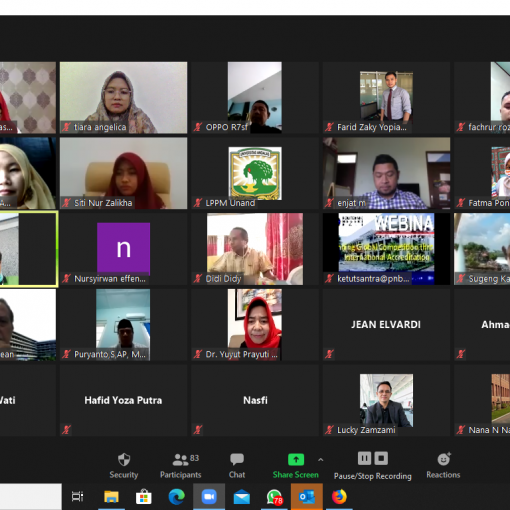 as...
tiara angelica
OPPO R7sf
Farid Zaky Yopia...
fachrur roz
A...
Siti Nur Zalikha
LPPM Unand
enjat m
Fatma Pon
n
Nursyirwan effen...
Didi Didy
WEBINA
Global Competition thr
International Accreditation
ketutsantra@pnb...
Sugeng Ka
ean
Puryanto,S,AP, M...
Dr. Yuyut Prayuti ...
JEAN ELVARDI
Ahma
Wati
Hafid Yoza Putra
Nasfi
Lucky Zamzami
Nana N Na
83
Security
Participants
Chat
Share Screen
Pause/Stop Recording
Reactions
78